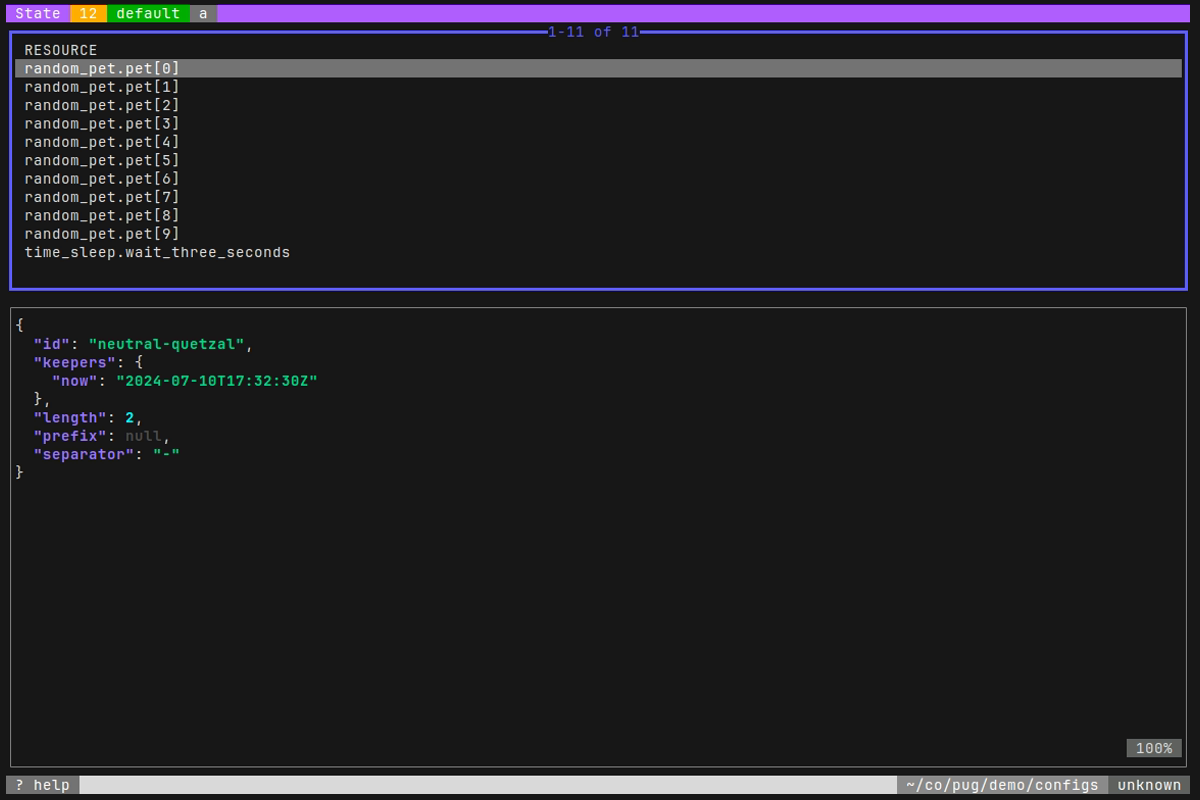 State 12 default a
1-11 of 11
RESOURCE
random_pet.pet[0]
random_pet.pet[1]
random_pet.pet[2]
random_pet.pet[3]
random_pet.pet[4]
random_pet.pet[5]
random_pet.pet[6]
random_pet.pet[7]
random_pet.pet[8]
random_pet.pet[9]
time_sleep.wait_three_seconds
{
  "id": "neutral-quetzal",
  "keepers": {
    "now": "2024-07-10T17:32:30Z"
  },
  "length": 2,
  "prefix": null,
  "separator": "-"
}
100%
? help ~/co/pug/demo/configs unknown